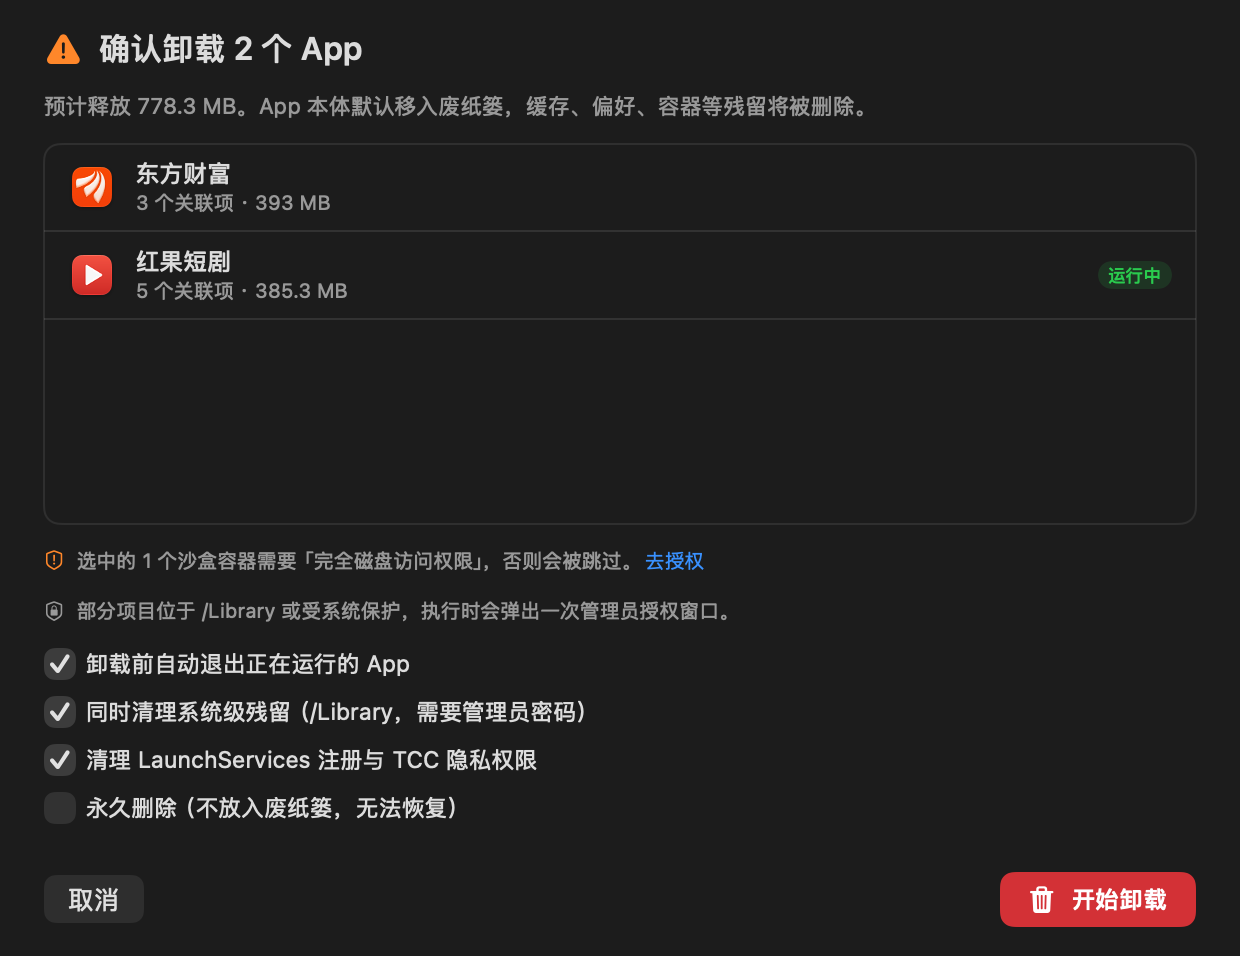 确认卸载 2 个 App
预计释放 778.3 MB。App 本体默认移入废纸篓，缓存、偏好、容器等残留将被删除。
东方财富
3 个关联项 · 393 MB
红果短剧
5 个关联项 · 385.3 MB
运行中
选中的 1 个沙盒容器需要「完全磁盘访问权限」，否则会被跳过。 去授权
部分项目位于 /Library 或受系统保护，执行时会弹出一次管理员授权窗口。
卸载前自动退出正在运行的 App
同时清理系统级残留（/Library，需要管理员密码）
清理 LaunchServices 注册与 TCC 隐私权限
永久删除（不放入废纸篓，无法恢复）
取消
开始卸载